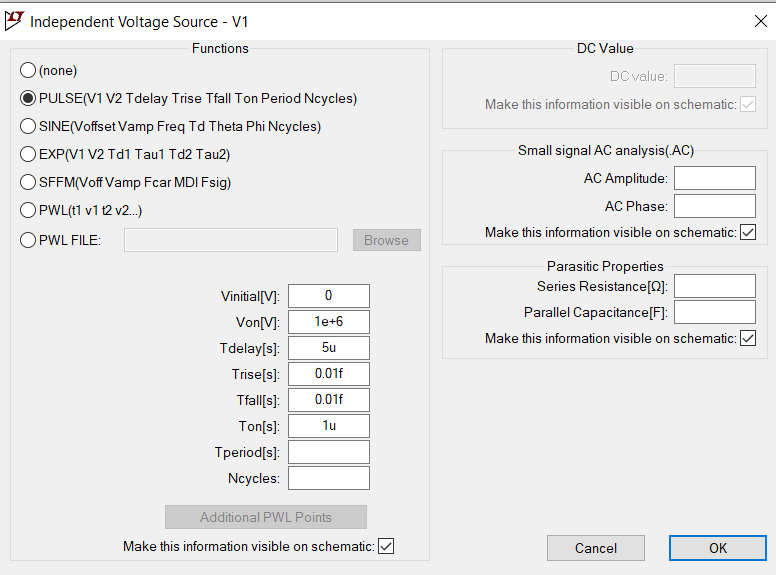 Independent Voltage Source - V1
Functions
(none)
PULSE(V1 V2 Tdelay Trise Tfall Ton Period Ncycles)
SINE(Voffset Vamp Freq Td Theta Phi Ncycles)
EXP(V1 V2 Td1 Tau1 Td2 Tau2)
SFFM(Voff Vamp Fcar MDI Fsig)
PWL(t1 v1 t2 v2...)
PWL FILE: Browse
Vinitial[V]: 0
Von[V]: 1e+6
Tdelay[s]: 5u
Trise[s]: 0.01f
Tfall[s]: 0.01f
Ton[s]: 1u
Tperiod[s]:
Ncycles:
Additional PWL Points
Make this information visible on schematic:
DC Value
DC value:
Make this information visible on schematic:
Small signal AC analysis(.AC)
AC Amplitude:
AC Phase:
Make this information visible on schematic:
Parasitic Properties
Series Resistance[Ω]:
Parallel Capacitance[F]:
Make this information visible on schematic:
Cancel OK